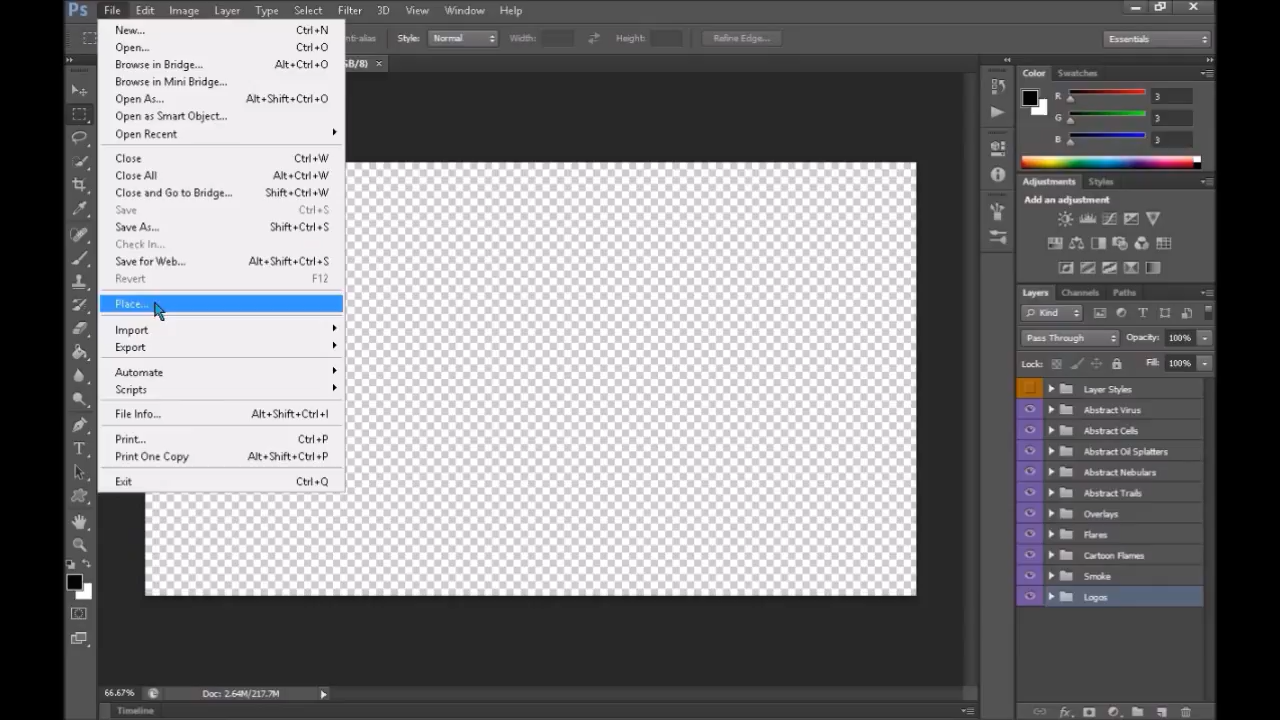 Ps File Edit Image Layer Type Select Filter 3D View Window Help
Style: Normal Width: Height: Refine Edge... Essentials
New... Ctrl+N
Open... Ctrl+O
Browse in Bridge... Alt+Ctrl+O
Browse in Mini Bridge...
Open As... Alt+Shift+Ctrl+O
Open as Smart Object...
Open Recent
Close Ctrl+W
Close All Alt+Ctrl+W
Close and Go to Bridge... Shift+Ctrl+W
Save Ctrl+S
Save As... Shift+Ctrl+S
Check In...
Save for Web... Alt+Shift+Ctrl+S
Revert F12
Place...
Import
Export
Automate
Scripts
File Info... Alt+Shift+Ctrl+I
Print... Ctrl+P
Print One Copy Alt+Shift+Ctrl+P
Exit Ctrl+Q
Color Swatches
R 3
G 3
B 3
Adjustments Styles
Add an adjustment
Layers Channels Paths
Kind
Pass Through Opacity: 100%
Lock: Fill: 100%
Layer Styles
Abstract Virus
Abstract Cells
Abstract Oil Splatters
Abstract Nebulars
Abstract Trails
Overlays
Flares
Cartoon Flames
Smoke
Logos
66.67% Doc: 2.64M/217.7M
Timeline